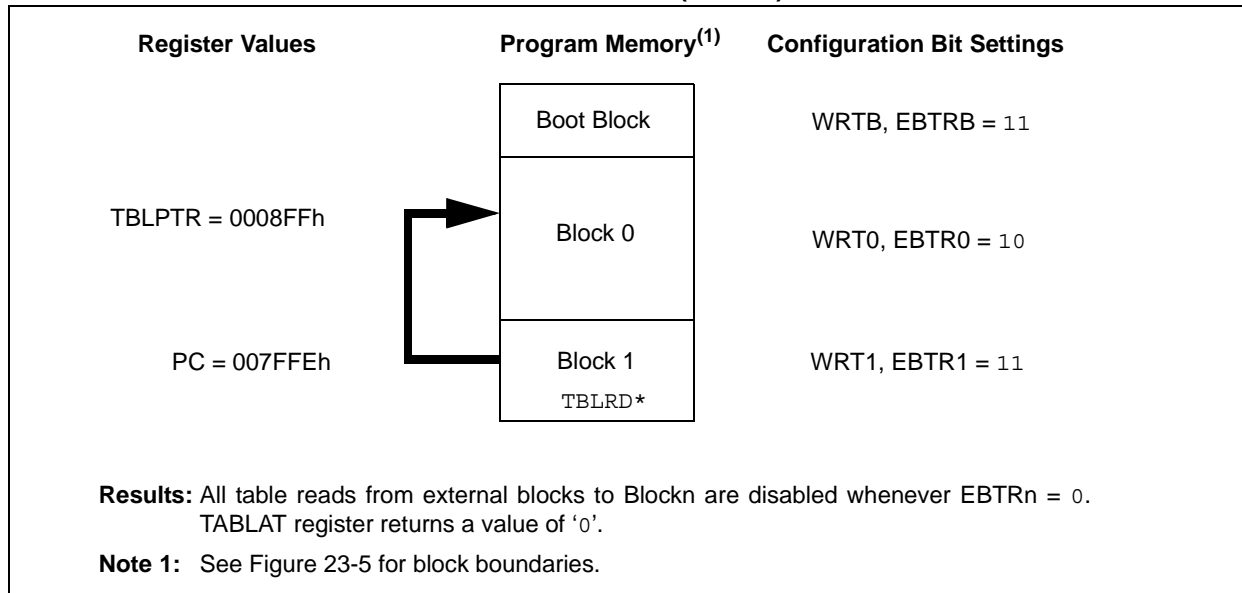 Register Values Program Memory(1) Configuration Bit Settings
Boot Block WRTB, EBTRB = 11
TBLPTR = 0008FFh
Block 0 WRT0, EBTR0 = 10
PC = 007FFEh Block 1 WRT1, EBTR1 = 11
TBLRD*
Results: All table reads from external blocks to Blockn are disabled whenever EBTRn = 0.
TABLAT register returns a value of ‘0’.
Note 1: See Figure 23-5 for block boundaries.